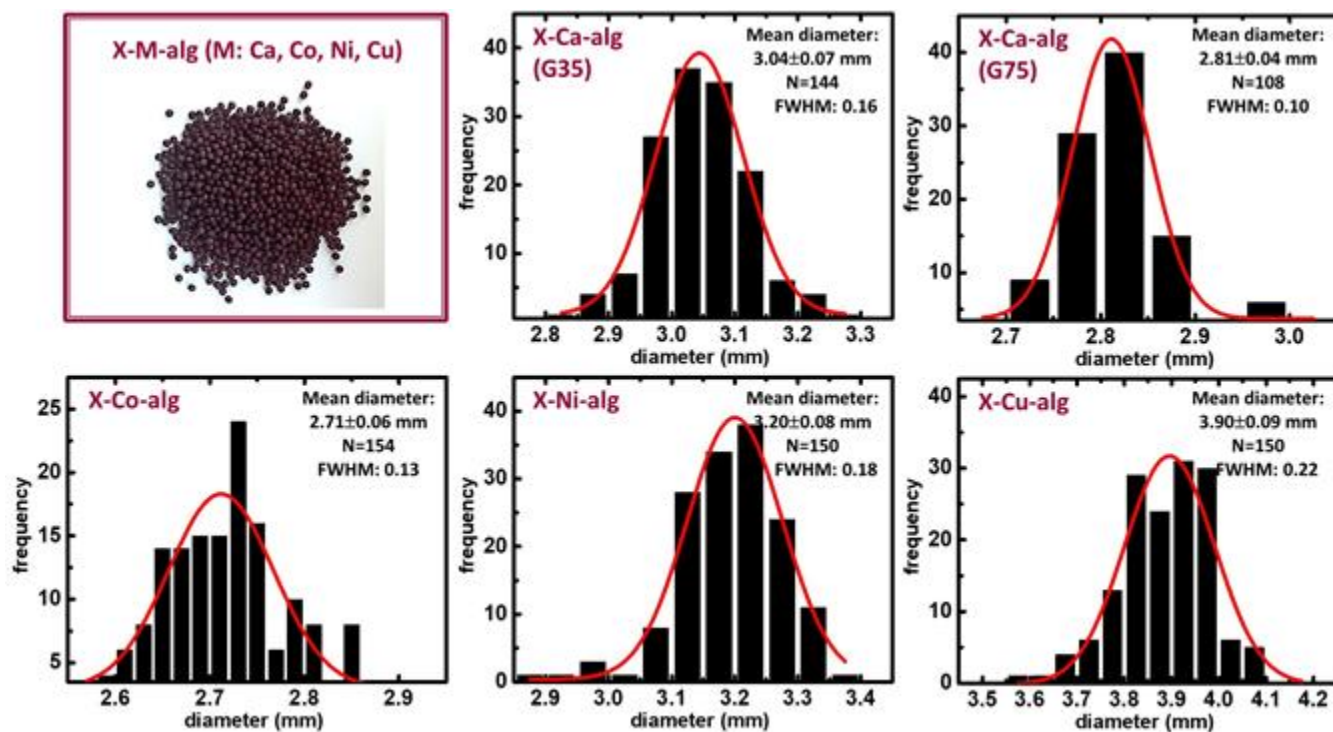 X-M-alg (M: Ca, Co, Ni, Cu)
X-Ca-alg
(G35)
Mean diameter:
3.04±0.07 mm
N=144
FWHM: 0.16
frequency
40
30
20
10
2.8 2.9 3.0 3.1 3.2 3.3
diameter (mm)
X-Ca-alg
(G75)
Mean diameter:
2.81±0.04 mm
N=108
FWHM: 0.10
frequency
40
30
20
10
2.7 2.8 2.9 3.0
diameter (mm)
X-Co-alg
Mean diameter:
2.71±0.06 mm
N=154
FWHM: 0.13
frequency
25
20
15
10
5
2.6 2.7 2.8 2.9
diameter (mm)
X-Ni-alg
Mean diameter:
3.20±0.08 mm
N=150
FWHM: 0.18
frequency
40
30
20
10
0
2.9 3.0 3.1 3.2 3.3 3.4
diameter (mm)
X-Cu-alg
Mean diameter:
3.90±0.09 mm
N=150
FWHM: 0.22
frequency
40
30
20
10
0
3.5 3.6 3.7 3.8 3.9 4.0 4.1 4.2
diameter (mm)